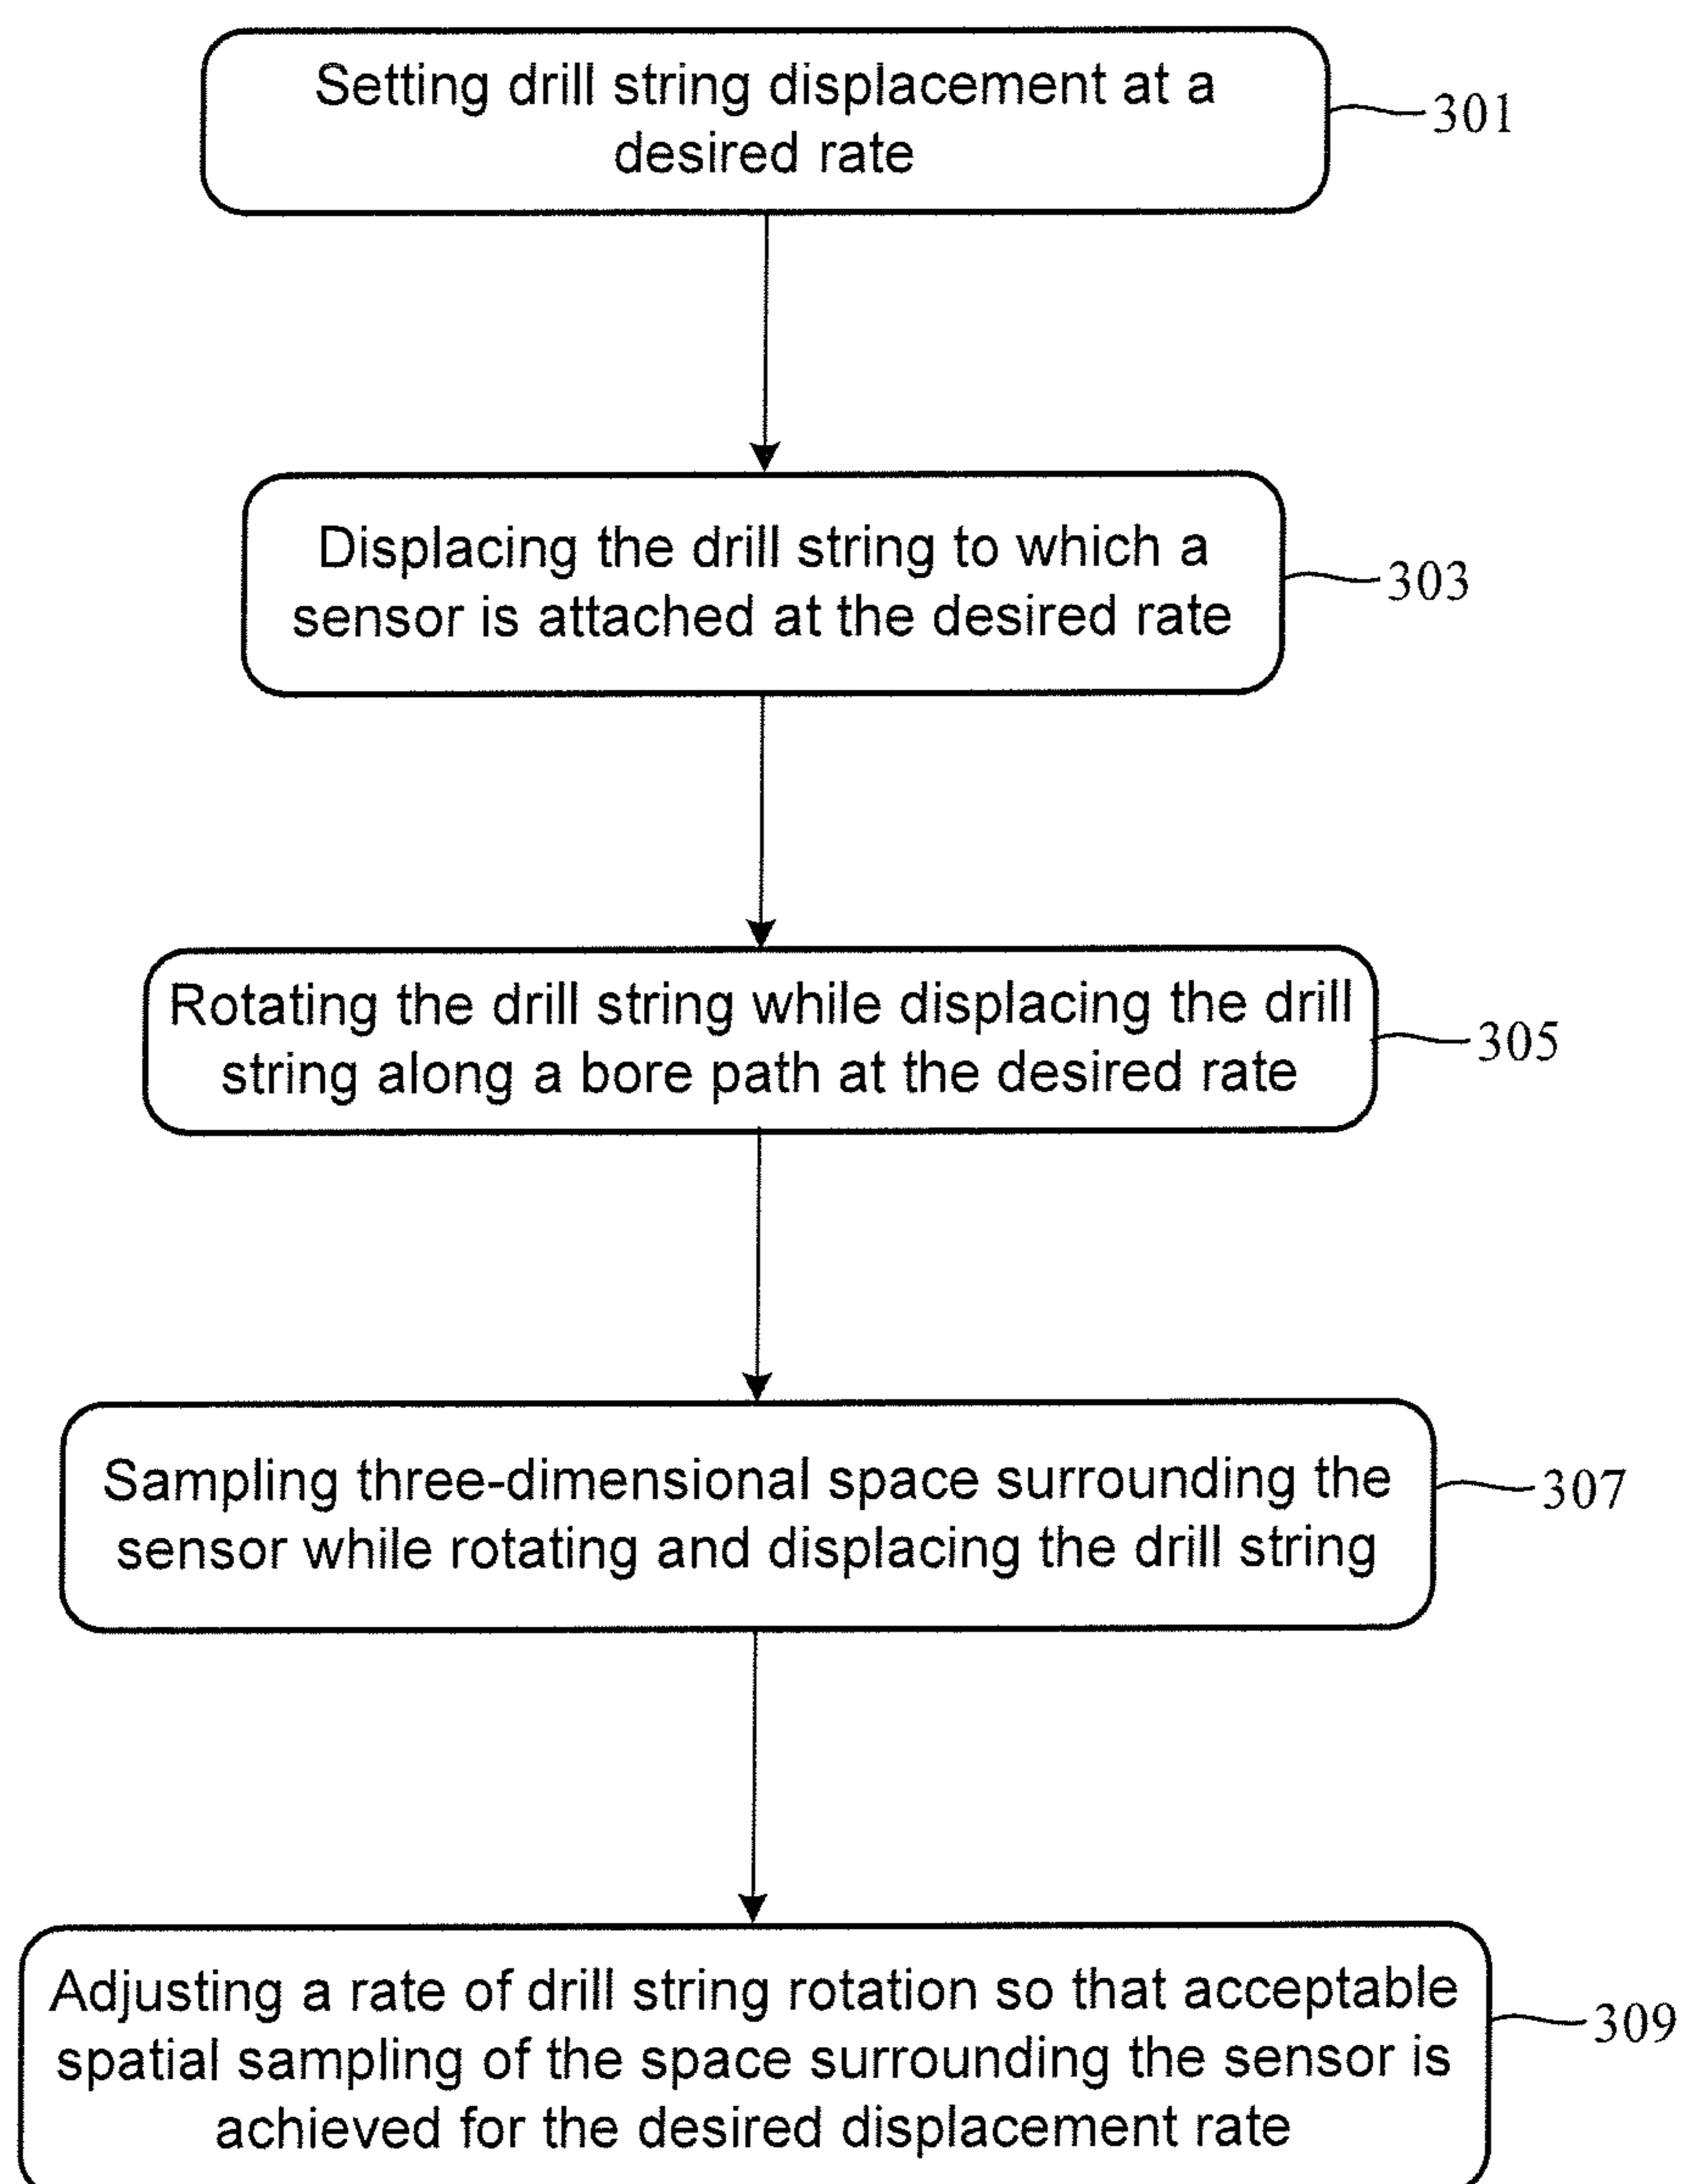 Setting drill string displacement at a
desired rate
301
Displacing the drill string to which a
sensor is attached at the desired rate
303
Rotating the drill string while displacing the drill
string along a bore path at the desired rate
305
Sampling three-dimensional space surrounding the
sensor while rotating and displacing the drill string
307
Adjusting a rate of drill string rotation so that acceptable
spatial sampling of the space surrounding the sensor is
achieved for the desired displacement rate
309